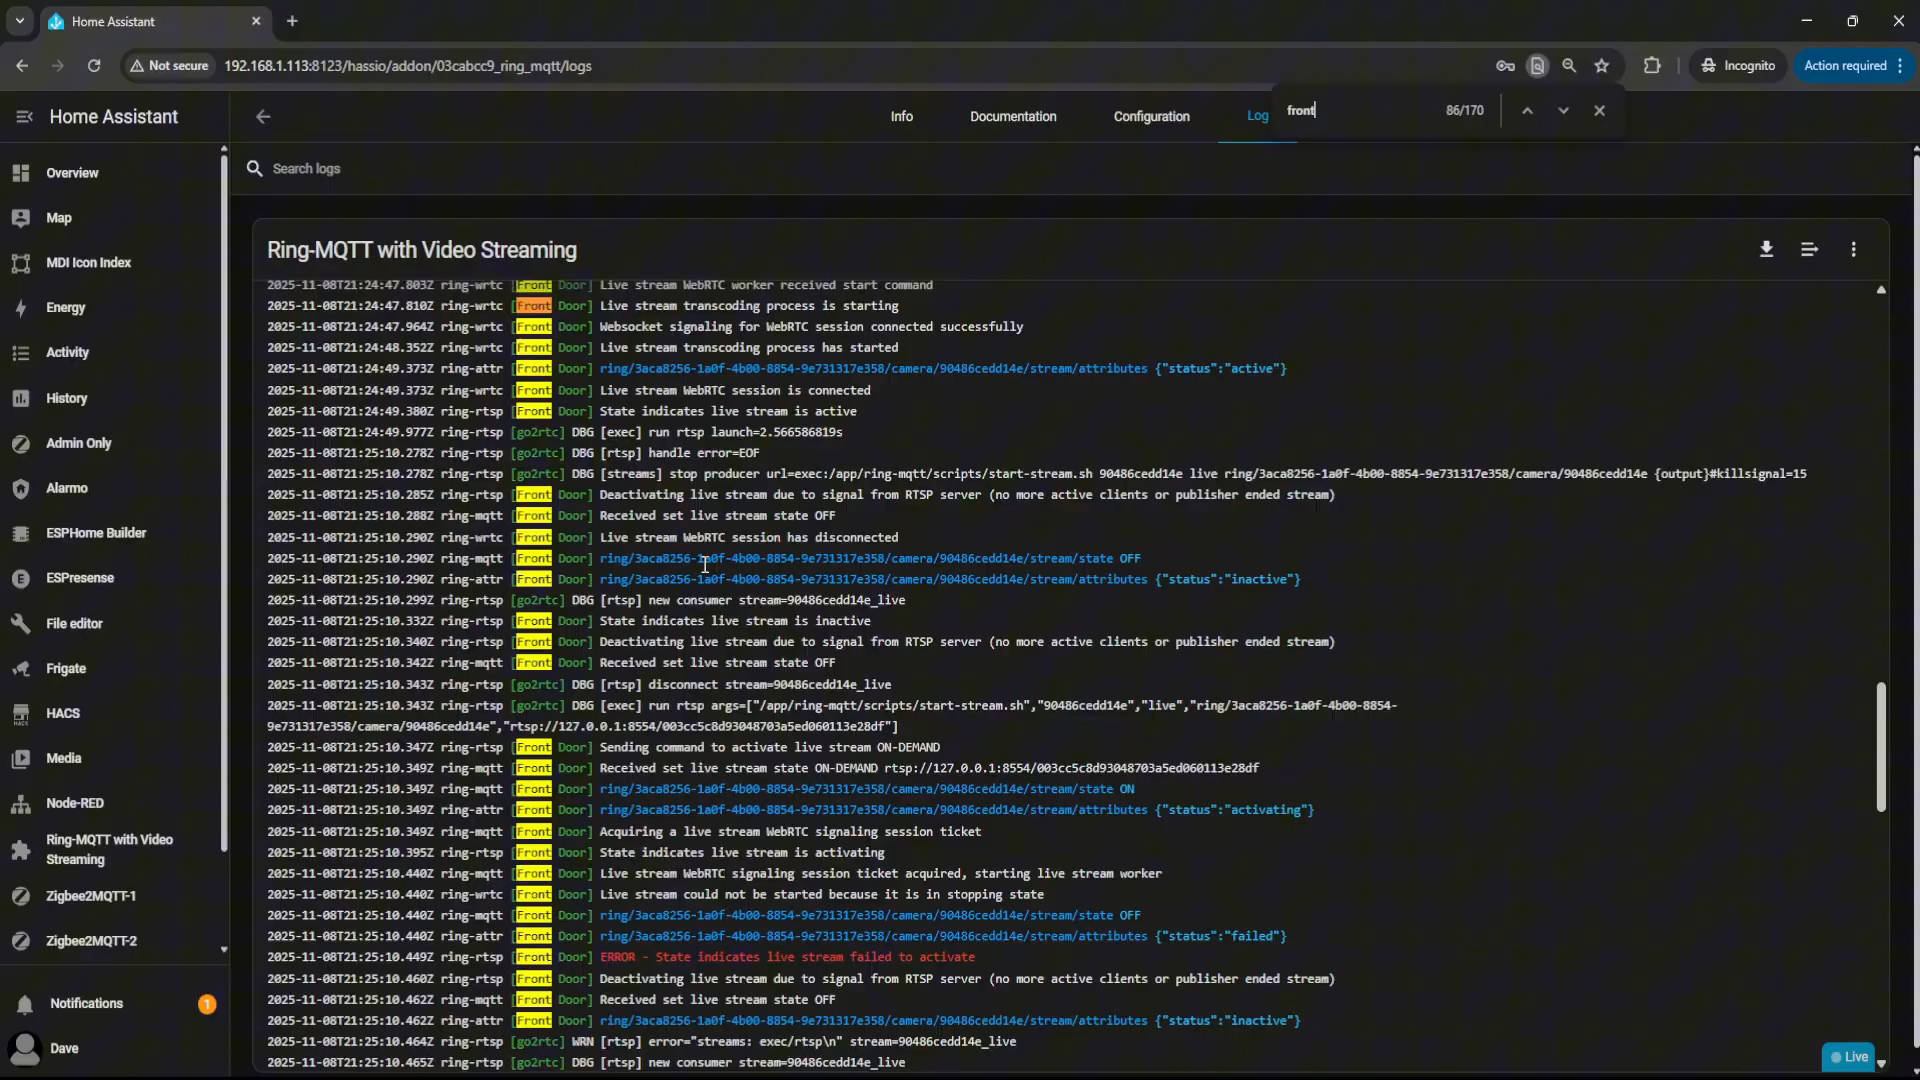 Home Assistant
Not secure
192.168.1.113:8123/hassio/addon/03cabcc9_ring_mqtt/logs
Incognito
Action required
Home Assistant
Info
Documentation
Configuration
Log
front
86/170
Overview
Map
MDI Icon Index
Energy
Activity
History
Admin Only
Alarmo
ESPHome Builder
ESPresense
File editor
Frigate
HACS
Media
Node-RED
Ring-MQTT with Video
Streaming
Zigbee2MQTT-1
Zigbee2MQTT-2
Notifications
1
Dave
Search logs
Ring-MQTT with Video Streaming
2025-11-08T21:24:47.803Z ring-wrtc [Front Door] Live stream WebRTC worker received start command
2025-11-08T21:24:47.810Z ring-wrtc [Front Door] Live stream transcoding process is starting
2025-11-08T21:24:47.964Z ring-wrtc [Front Door] Websocket signaling for WebRTC session connected successfully
2025-11-08T21:24:48.352Z ring-wrtc [Front Door] Live stream transcoding process has started
2025-11-08T21:24:49.373Z ring-attr [Front Door] ring/3aca8256-1a0f-4b00-8854-9e731317e358/camera/90486cedd14e/stream/attributes {"status":"active"}
2025-11-08T21:24:49.373Z ring-wrtc [Front Door] Live stream WebRTC session is connected
2025-11-08T21:24:49.380Z ring-rtsp [Front Door] State indicates live stream is active
2025-11-08T21:24:49.977Z ring-rtsp [go2rtc] DBG [exec] run rtsp launch=2.566586819s
2025-11-08T21:25:10.278Z ring-rtsp [go2rtc] DBG [rtsp] handle error=EOF
2025-11-08T21:25:10.278Z ring-rtsp [go2rtc] DBG [streams] stop producer url=exec:/app/ring-mqtt/scripts/start-stream.sh 90486cedd14e live ring/3aca8256-1a0f-4b00-8854-9e731317e358/camera/90486cedd14e {output}#killsignal=15
2025-11-08T21:25:10.285Z ring-rtsp [Front Door] Deactivating live stream due to signal from RTSP server (no more active clients or publisher ended stream)
2025-11-08T21:25:10.288Z ring-mqtt [Front Door] Received set live stream state OFF
2025-11-08T21:25:10.290Z ring-wrtc [Front Door] Live stream WebRTC session has disconnected
2025-11-08T21:25:10.290Z ring-mqtt [Front Door] ring/3aca8256-1a0f-4b00-8854-9e731317e358/camera/90486cedd14e/stream/state OFF
2025-11-08T21:25:10.290Z ring-attr [Front Door] ring/3aca8256-1a0f-4b00-8854-9e731317e358/camera/90486cedd14e/stream/attributes {"status":"inactive"}
2025-11-08T21:25:10.299Z ring-rtsp [go2rtc] DBG [rtsp] new consumer stream=90486cedd14e_live
2025-11-08T21:25:10.332Z ring-rtsp [Front Door] State indicates live stream is inactive
2025-11-08T21:25:10.340Z ring-rtsp [Front Door] Deactivating live stream due to signal from RTSP server (no more active clients or publisher ended stream)
2025-11-08T21:25:10.342Z ring-mqtt [Front Door] Received set live stream state OFF
2025-11-08T21:25:10.343Z ring-rtsp [go2rtc] DBG [rtsp] disconnect stream=90486cedd14e_live
2025-11-08T21:25:10.343Z ring-rtsp [go2rtc] DBG [exec] run rtsp args=["/app/ring-mqtt/scripts/start-stream.sh","90486cedd14e","live","ring/3aca8256-1a0f-4b00-8854-
9e731317e358/camera/90486cedd14e","rtsp://127.0.0.1:8554/003cc5c8d93048703a5ed060113e28df"]
2025-11-08T21:25:10.347Z ring-rtsp [Front Door] Sending command to activate live stream ON-DEMAND
2025-11-08T21:25:10.349Z ring-mqtt [Front Door] Received set live stream state ON-DEMAND rtsp://127.0.0.1:8554/003cc5c8d93048703a5ed060113e28df
2025-11-08T21:25:10.349Z ring-mqtt [Front Door] ring/3aca8256-1a0f-4b00-8854-9e731317e358/camera/90486cedd14e/stream/state ON
2025-11-08T21:25:10.349Z ring-attr [Front Door] ring/3aca8256-1a0f-4b00-8854-9e731317e358/camera/90486cedd14e/stream/attributes {"status":"activating"}
2025-11-08T21:25:10.349Z ring-mqtt [Front Door] Acquiring a live stream WebRTC signaling session ticket
2025-11-08T21:25:10.395Z ring-rtsp [Front Door] State indicates live stream is activating
2025-11-08T21:25:10.440Z ring-mqtt [Front Door] Live stream WebRTC signaling session ticket acquired, starting live stream worker
2025-11-08T21:25:10.440Z ring-wrtc [Front Door] Live stream could not be started because it is in stopping state
2025-11-08T21:25:10.440Z ring-mqtt [Front Door] ring/3aca8256-1a0f-4b00-8854-9e731317e358/camera/90486cedd14e/stream/state OFF
2025-11-08T21:25:10.440Z ring-attr [Front Door] ring/3aca8256-1a0f-4b00-8854-9e731317e358/camera/90486cedd14e/stream/attributes {"status":"failed"}
2025-11-08T21:25:10.449Z ring-rtsp [Front Door] ERROR - State indicates live stream failed to activate
2025-11-08T21:25:10.460Z ring-rtsp [Front Door] Deactivating live stream due to signal from RTSP server (no more active clients or publisher ended stream)
2025-11-08T21:25:10.462Z ring-mqtt [Front Door] Received set live stream state OFF
2025-11-08T21:25:10.462Z ring-attr [Front Door] ring/3aca8256-1a0f-4b00-8854-9e731317e358/camera/90486cedd14e/stream/attributes {"status":"inactive"}
2025-11-08T21:25:10.464Z ring-rtsp [go2rtc] WRN [rtsp] error="streams: exec/rtsp\n" stream=90486cedd14e_live
2025-11-08T21:25:10.465Z ring-rtsp [go2rtc] DBG [rtsp] new consumer stream=90486cedd14e_live
Live